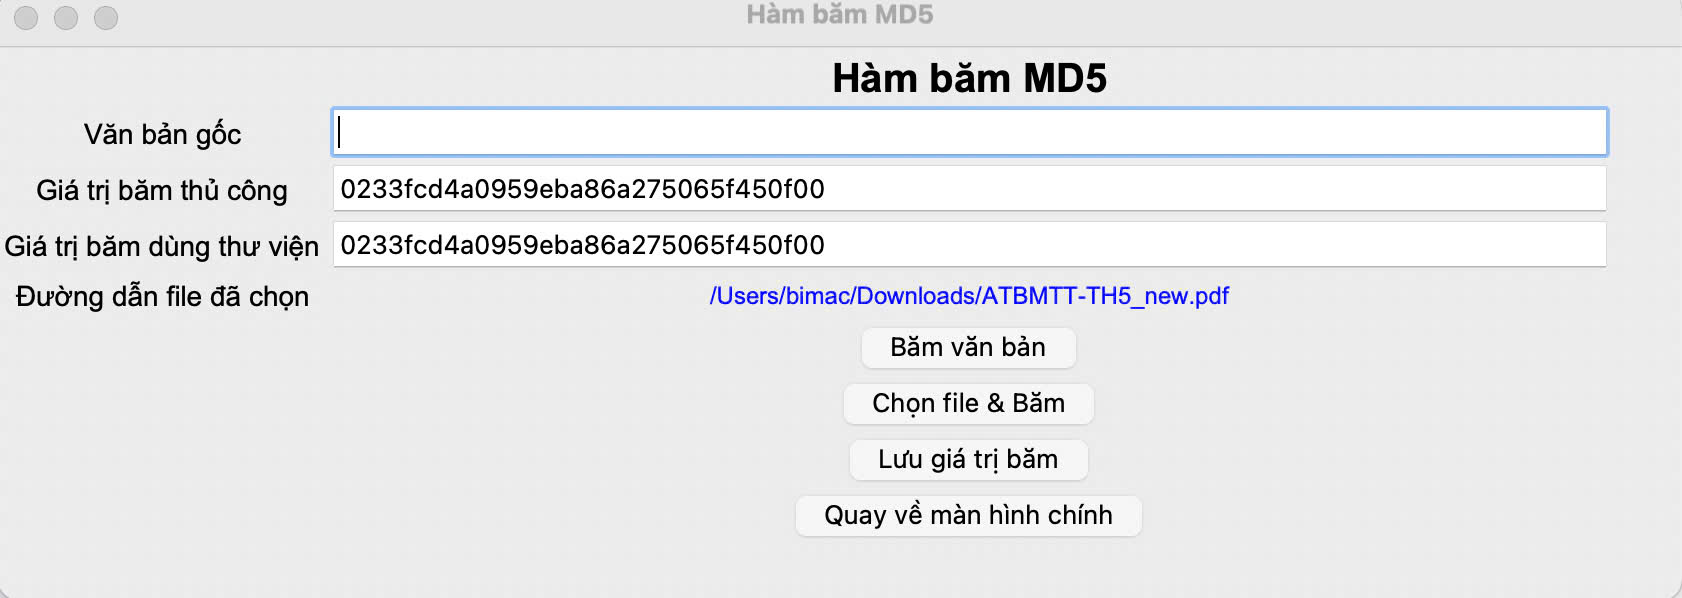 Hàm băm MD5
Hàm băm MD5
Văn bản gốc
Giá trị băm thủ công 0233fcd4a0959eba86a275065f450f00
Giá trị băm dùng thư viện 0233fcd4a0959eba86a275065f450f00
Đường dẫn file đã chọn /Users/bimac/Downloads/ATBMTT-TH5_new.pdf
Băm văn bản
Chọn file & Băm
Lưu giá trị băm
Quay về màn hình chính